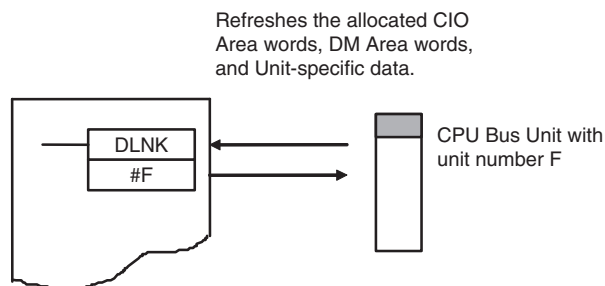 Refreshes the allocated CIO
Area words, DM Area words,
and Unit-specific data.
DLNK
#F
CPU Bus Unit with
unit number F